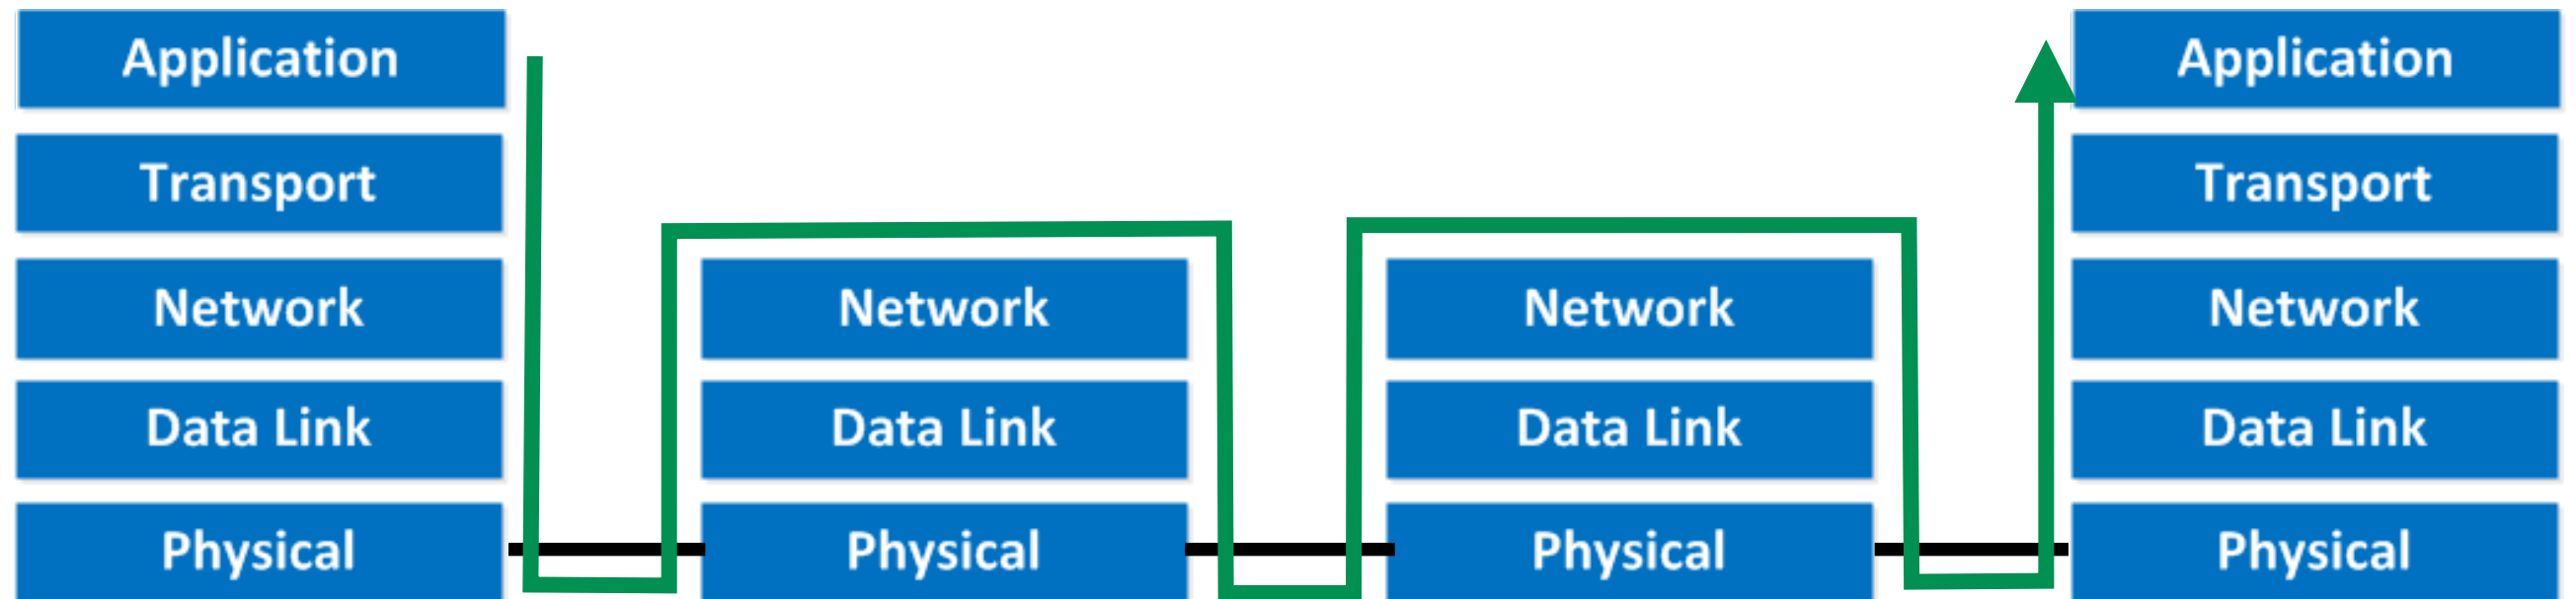 Application
Transport
Network
Data Link
Physical
Network
Data Link
Physical
Network
Data Link
Physical
Application
Transport
Network
Data Link
Physical